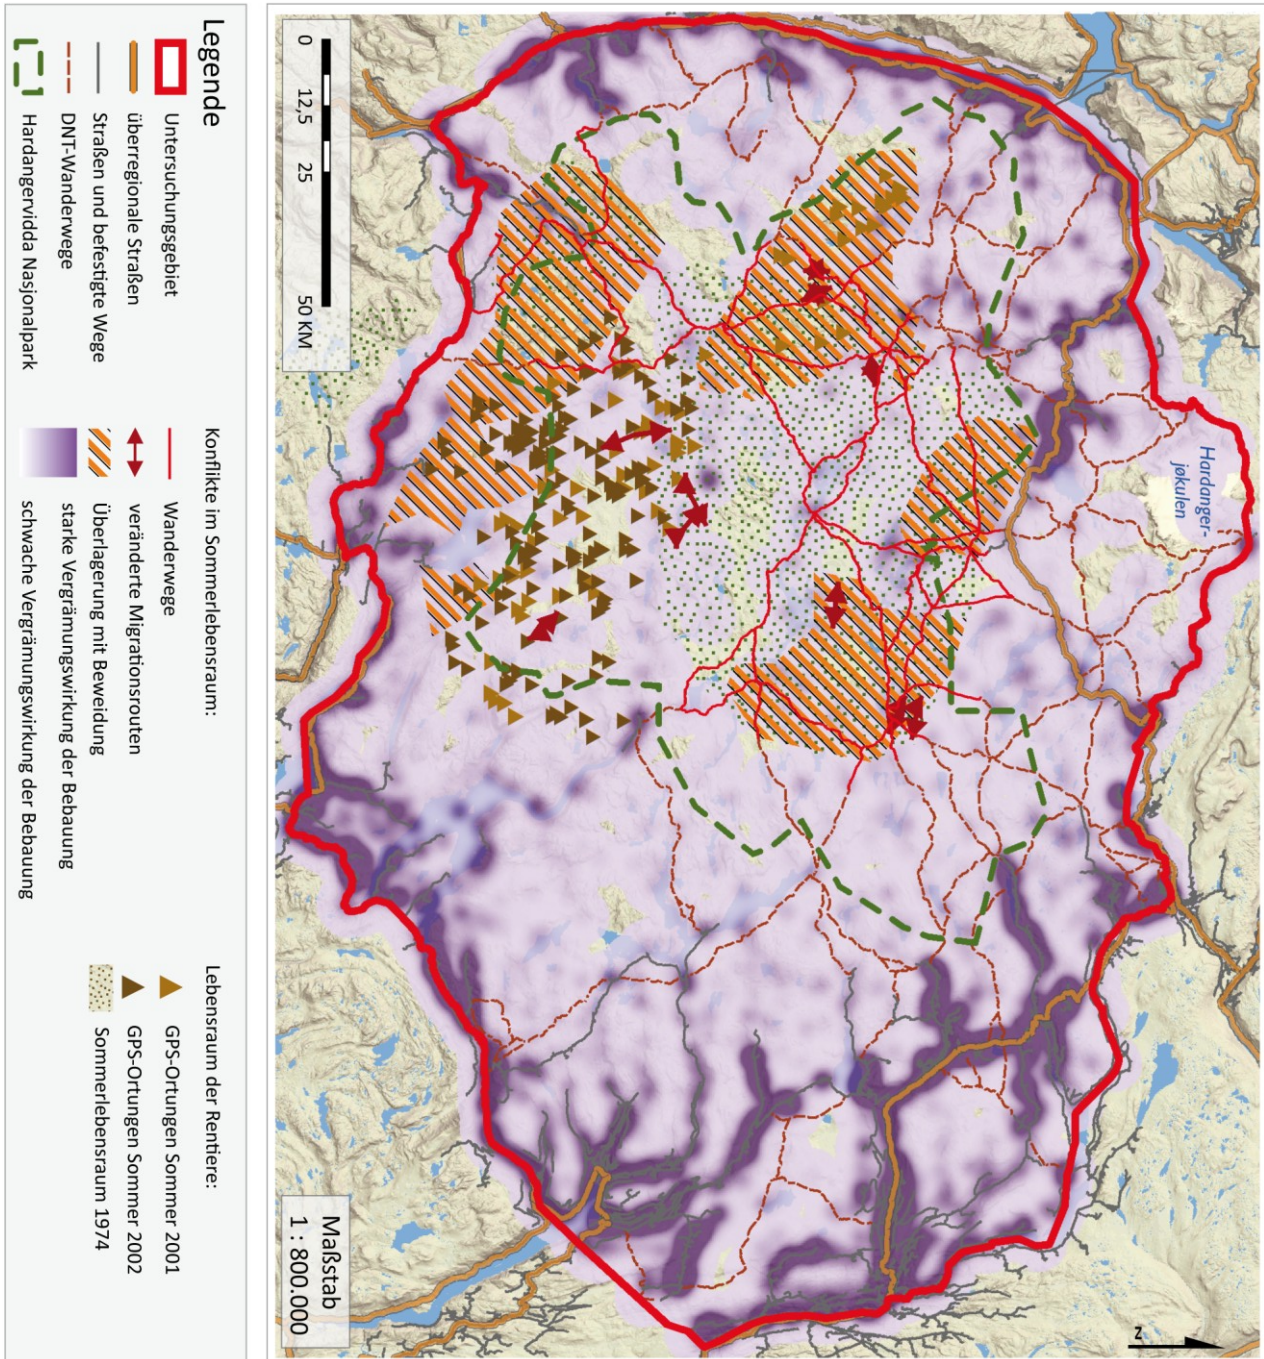 Hardanger-
jøkulen
N
0 12,5 25 50 KM
Maßstab
1 : 800.000
Legende
Untersuchungsgebiet
überregionale Straßen
Straßen und befestigte Wege
DNT-Wanderwege
Hardangervidda Nasjonalpark
Konflikte im Sommerlebensraum:
Wanderwege
veränderte Migrationsrouten
Überlagerung mit Beweidung
starke Vergrämungswirkung der Bebauung
schwache Vergrämungswirkung der Bebauung
Lebensraum der Rentiere:
GPS-Ortungen Sommer 2001
GPS-Ortungen Sommer 2002
Sommerlebensraum 1974